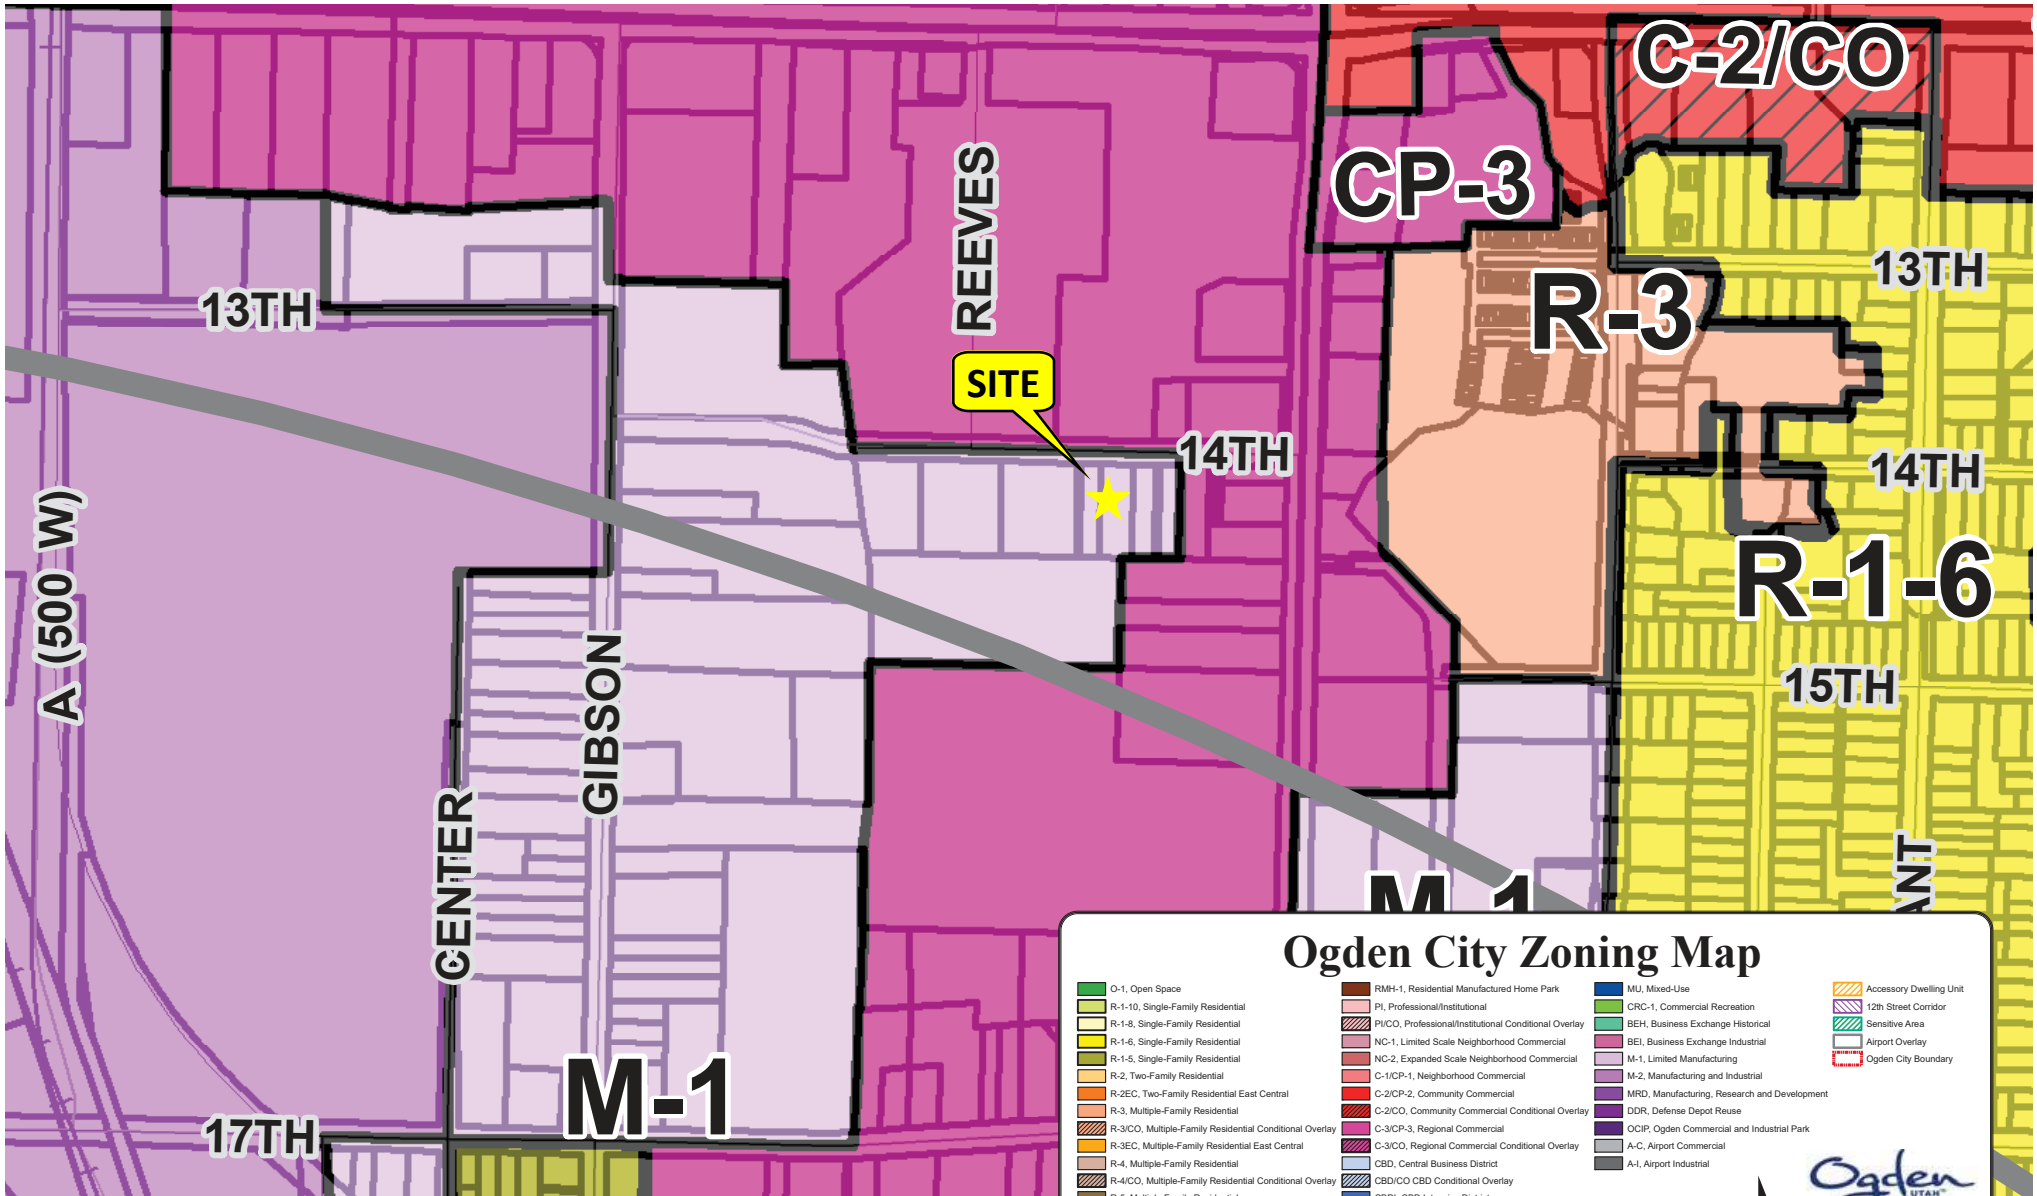 C-2/CO
CP-3
REEVES
13TH
13TH
R-3
SITE
14TH
14TH
A (500 W)
R-1-6
GIBSON
15TH
CENTER
M-1
ANT
M-1
17TH
Ogden City Zoning Map
O-1, Open Space
R-1-10, Single-Family Residential
R-1-8, Single-Family Residential
R-1-6, Single-Family Residential
R-1-5, Single-Family Residential
R-2, Two-Family Residential
R-2EC, Two-Family Residential East Central
R-3, Multiple-Family Residential
R-3/CO, Multiple-Family Residential Conditional Overlay
R-3EC, Multiple-Family Residential East Central
R-4, Multiple-Family Residential
R-4/CO, Multiple-Family Residential Conditional Overlay
RMH-1, Residential Manufactured Home Park
PI, Professional/Institutional
PI/CO, Professional/Institutional Conditional Overlay
NC-1, Limited Scale Neighborhood Commercial
NC-2, Expanded Scale Neighborhood Commercial
C-1/CP-1, Neighborhood Commercial
C-2/CP-2, Community Commercial
C-2/CO, Community Commercial Conditional Overlay
C-3/CP-3, Regional Commercial
C-3/CO, Regional Commercial Conditional Overlay
CBD, Central Business District
CBD/CO CBD Conditional Overlay
MU, Mixed-Use
CRC-1, Commercial Recreation
BEH, Business Exchange Historical
BEI, Business Exchange Industrial
M-1, Limited Manufacturing
M-2, Manufacturing and Industrial
MRD, Manufacturing, Research and Development
DDR, Defense Depot Reuse
OCIP, Ogden Commercial and Industrial Park
A-C, Airport Commercial
A-I, Airport Industrial
Accessory Dwelling Unit
12th Street Corridor
Sensitive Area
Airport Overlay
Ogden City Boundary
Ogden
UTAH